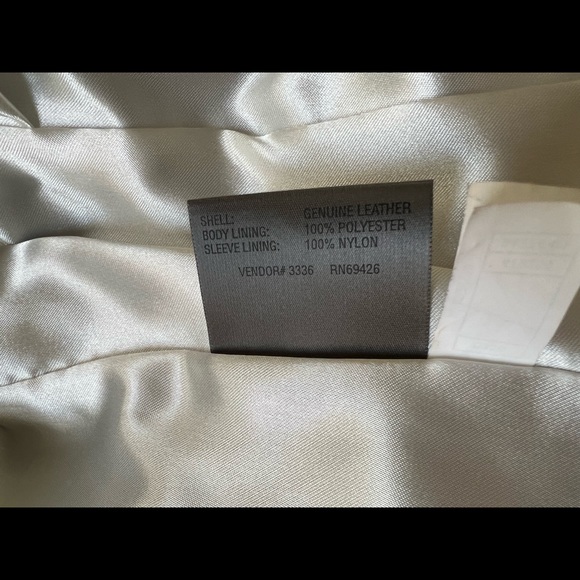 SHELL: GENUINE LEATHER
BODY LINING: 100% POLYESTER
SLEEVE LINING: 100% NYLON
VENDOR# 3336 RN69426